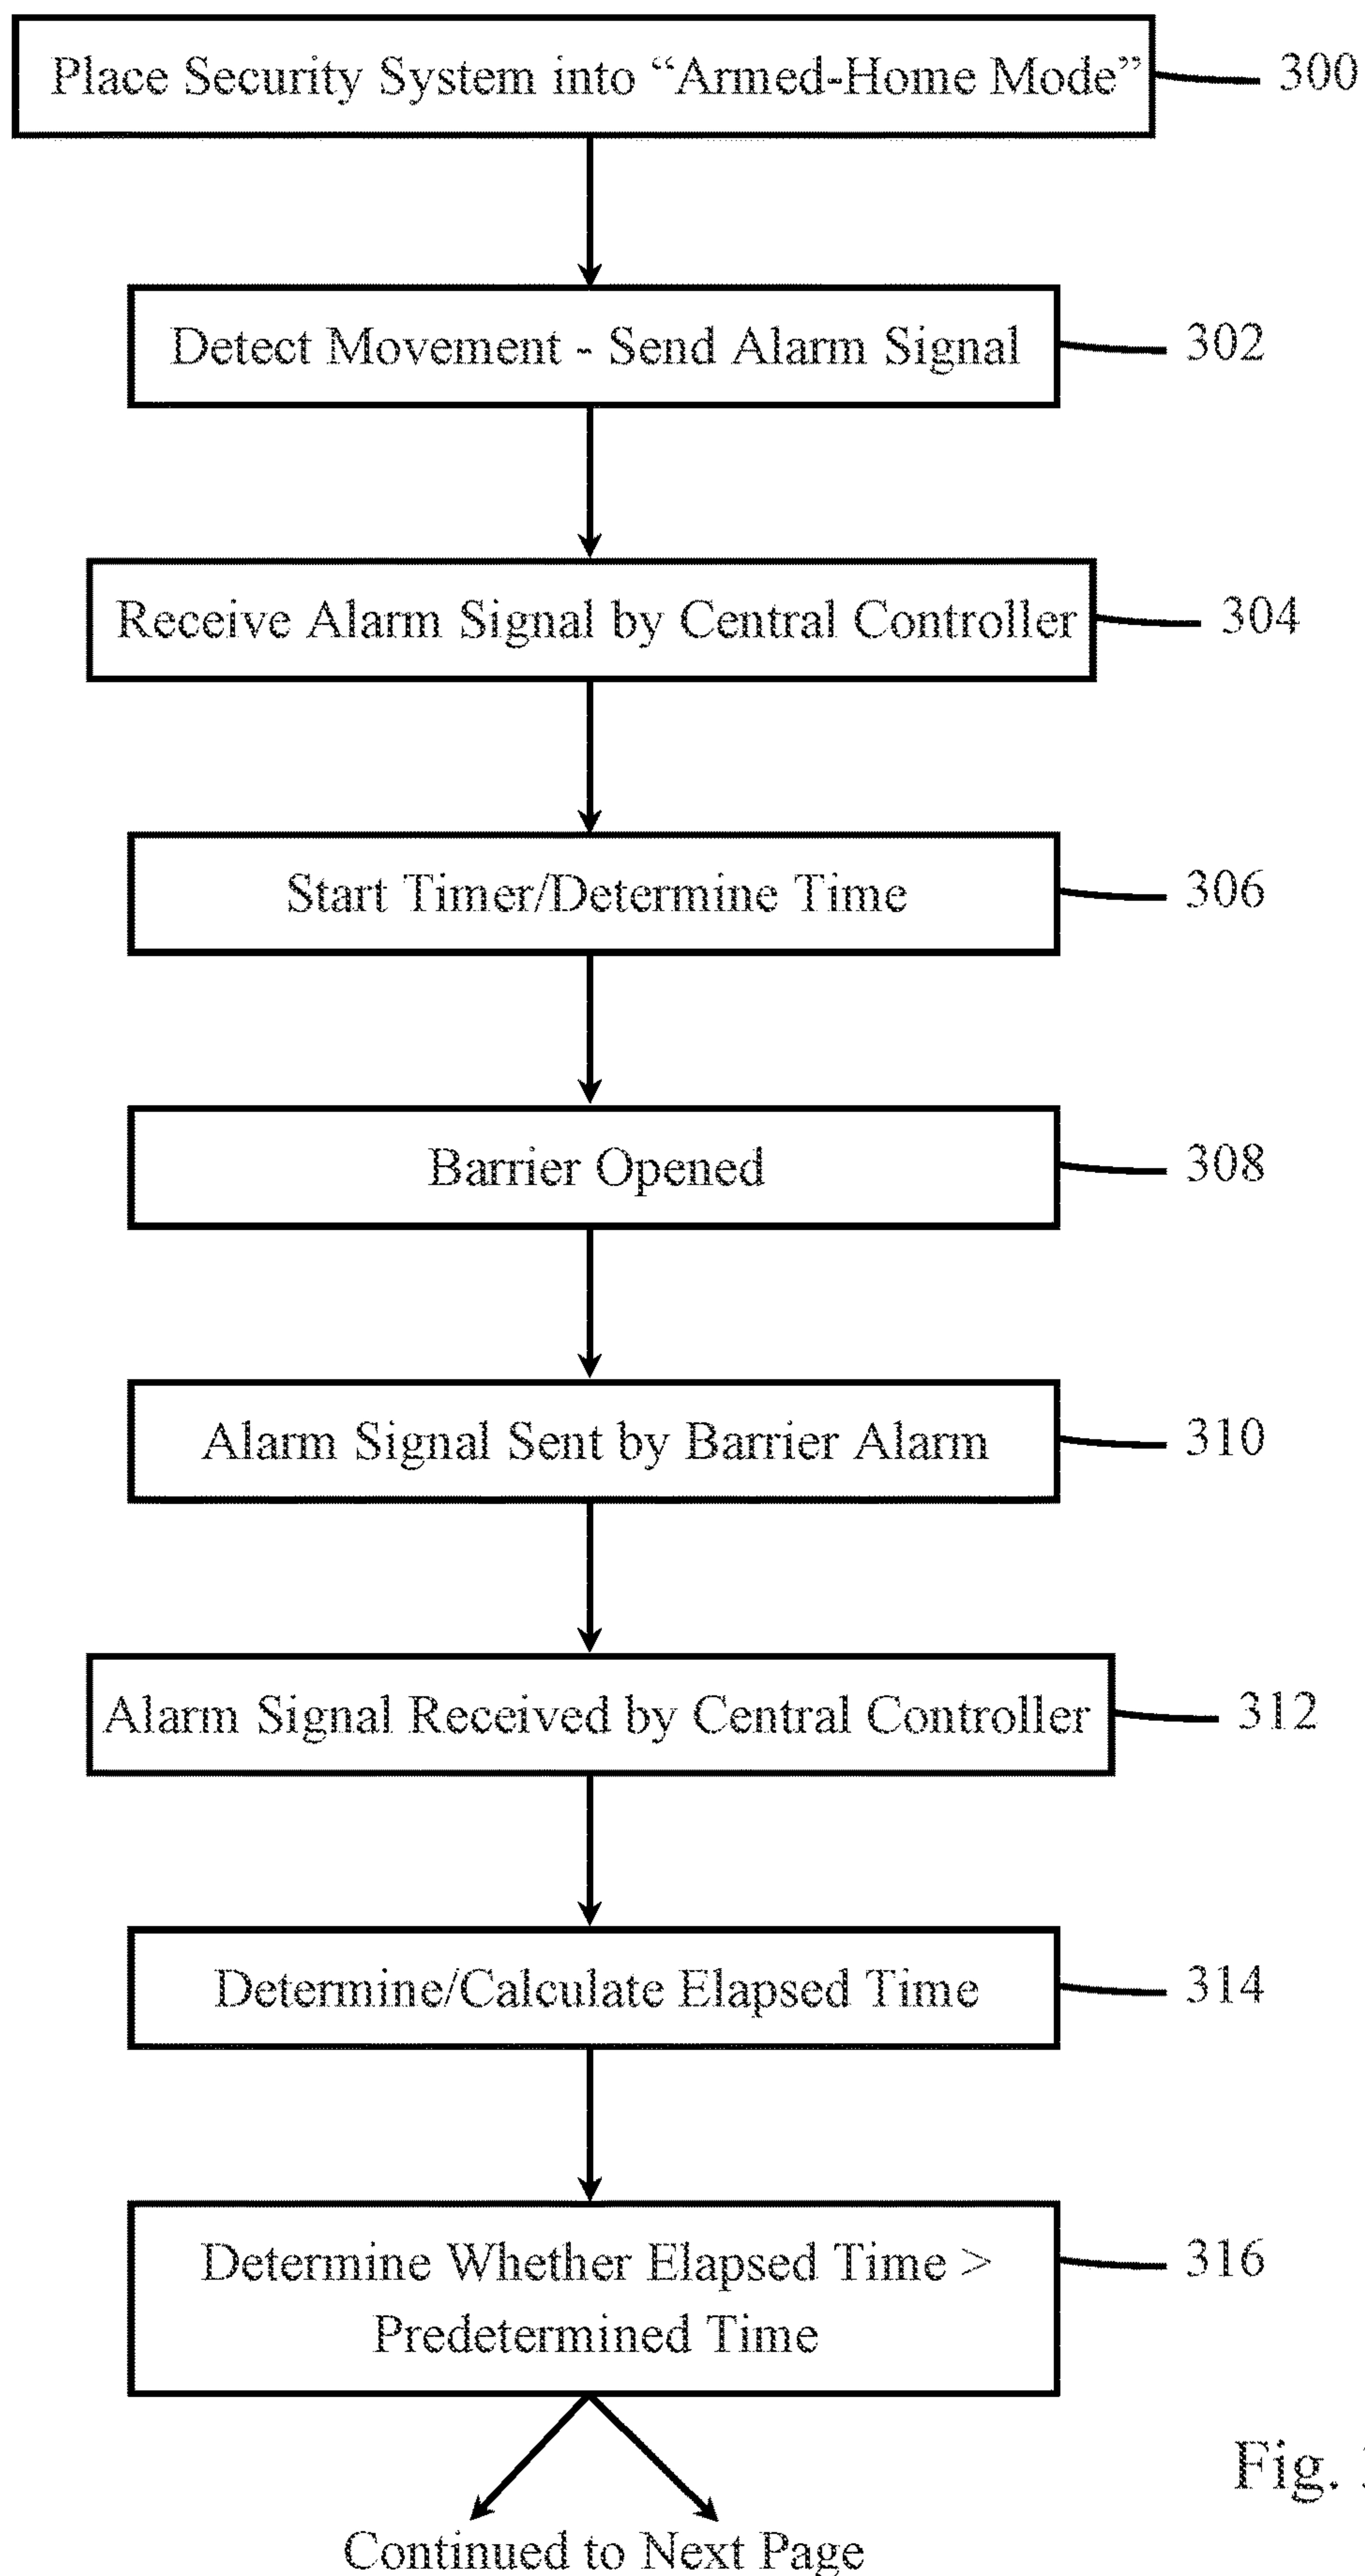 Place Security System into “Armed-Home Mode”
300
Detect Movement - Send Alarm Signal
302
Receive Alarm Signal by Central Controller
304
Start Timer/Determine Time
306
Barrier Opened
308
Alarm Signal Sent by Barrier Alarm
310
Alarm Signal Received by Central Controller
312
Determine/Calculate Elapsed Time
314
Determine Whether Elapsed Time >
Predetermined Time
316
Fig.
Continued to Next Page